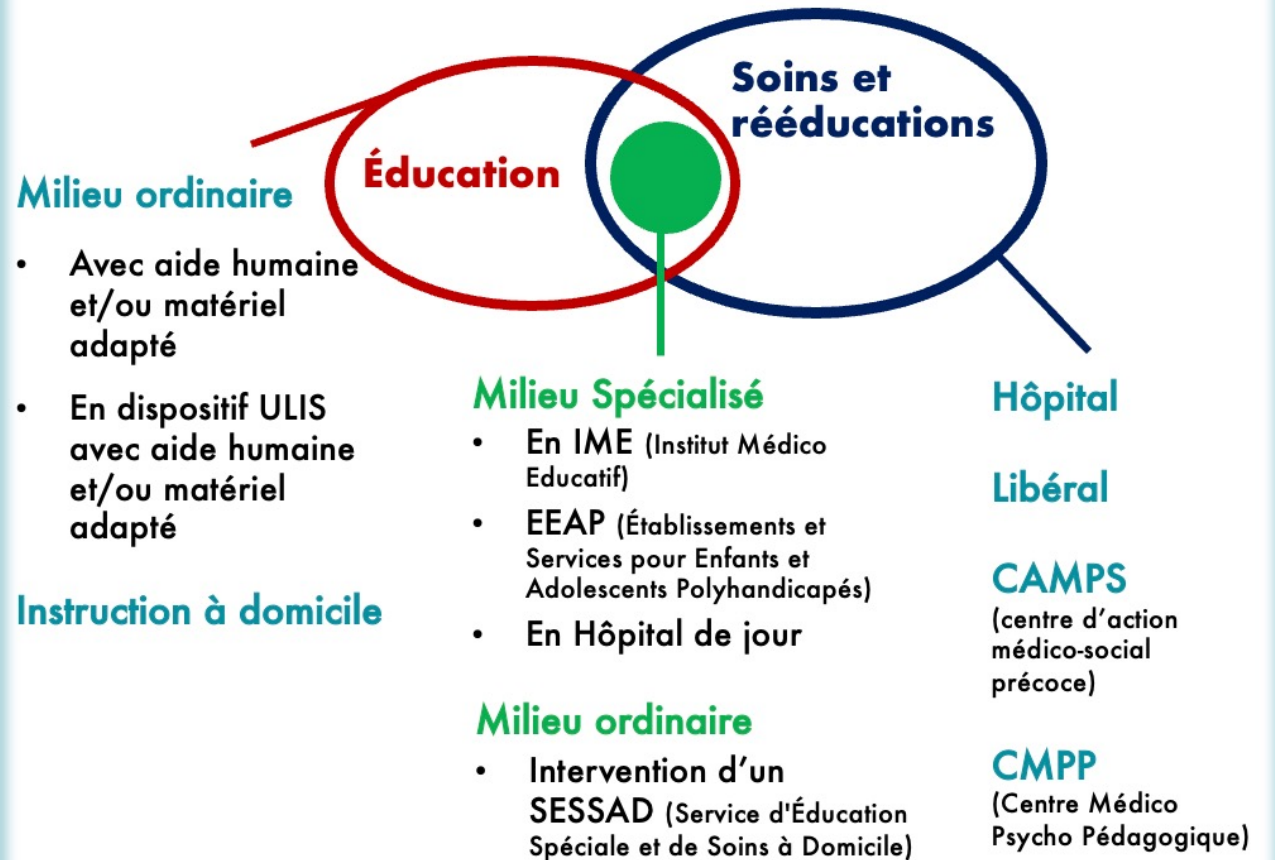 Soins et
rééducations
Éducation
Milieu ordinaire
• Avec aide humaine
et/ou matériel
adapté
• En dispositif ULIS
avec aide humaine
et/ou matériel
adapté
Instruction à domicile
Milieu Spécialisé
• En IME (Institut Médico
Educatif)
• EEAP (Établissements et
Services pour Enfants et
Adolescents Polyhandicapés)
• En Hôpital de jour
Milieu ordinaire
• Intervention d’un
SESSAD (Service d'Éducation
Spéciale et de Soins à Domicile)
Hôpital
Libéral
CAMPS
(centre d’action
médico-social
précoce)
CMPP
(Centre Médico
Psycho Pédagogique)